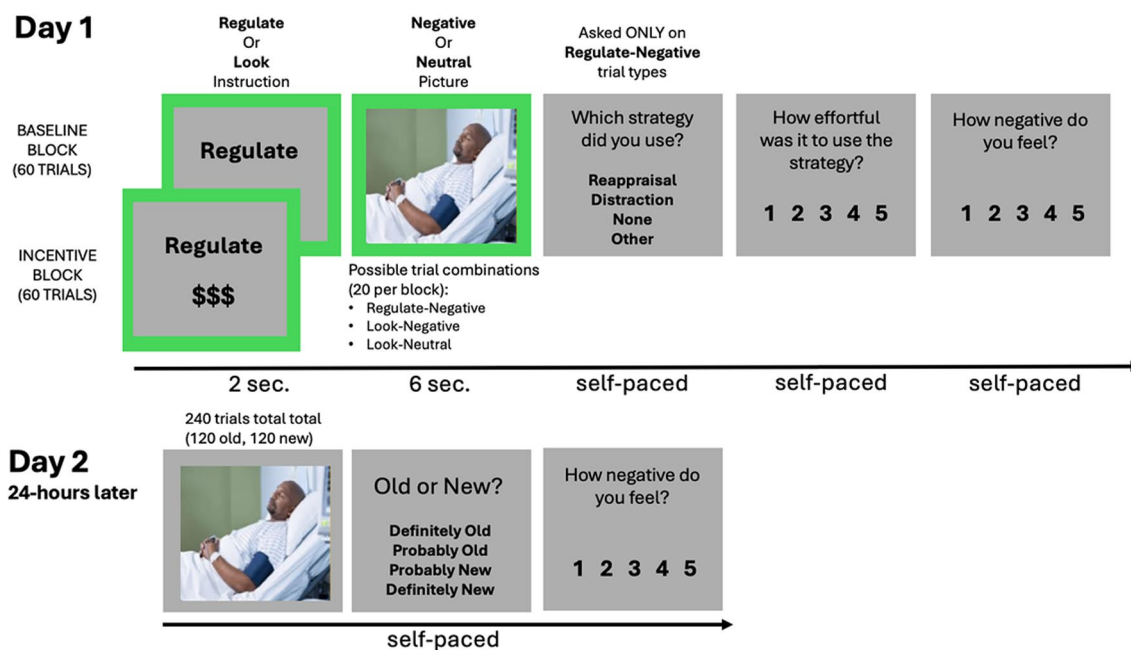 Day 1
Regulate
Or
Look
Instruction
Negative
Or
Neutral
Picture
Asked ONLY on
Regulate-Negative
trial types
BASELINE
BLOCK
(60 TRIALS)
Regulate
Which strategy
did you use?
Reappraisal
Distraction
None
Other
How effortful
was it to use the
strategy?
1 2 3 4 5
How negative do
you feel?
1 2 3 4 5
INCENTIVE
BLOCK
(60 TRIALS)
Regulate
$$$
Possible trial combinations
(20 per block):
• Regulate-Negative
• Look-Negative
• Look-Neutral
2 sec.
6 sec.
self-paced
self-paced
self-paced
240 trials total total
(120 old, 120 new)
Day 2
24-hours later
Old or New?
Definitely Old
Probably Old
Probably New
Definitely New
How negative do
you feel?
1 2 3 4 5
self-paced